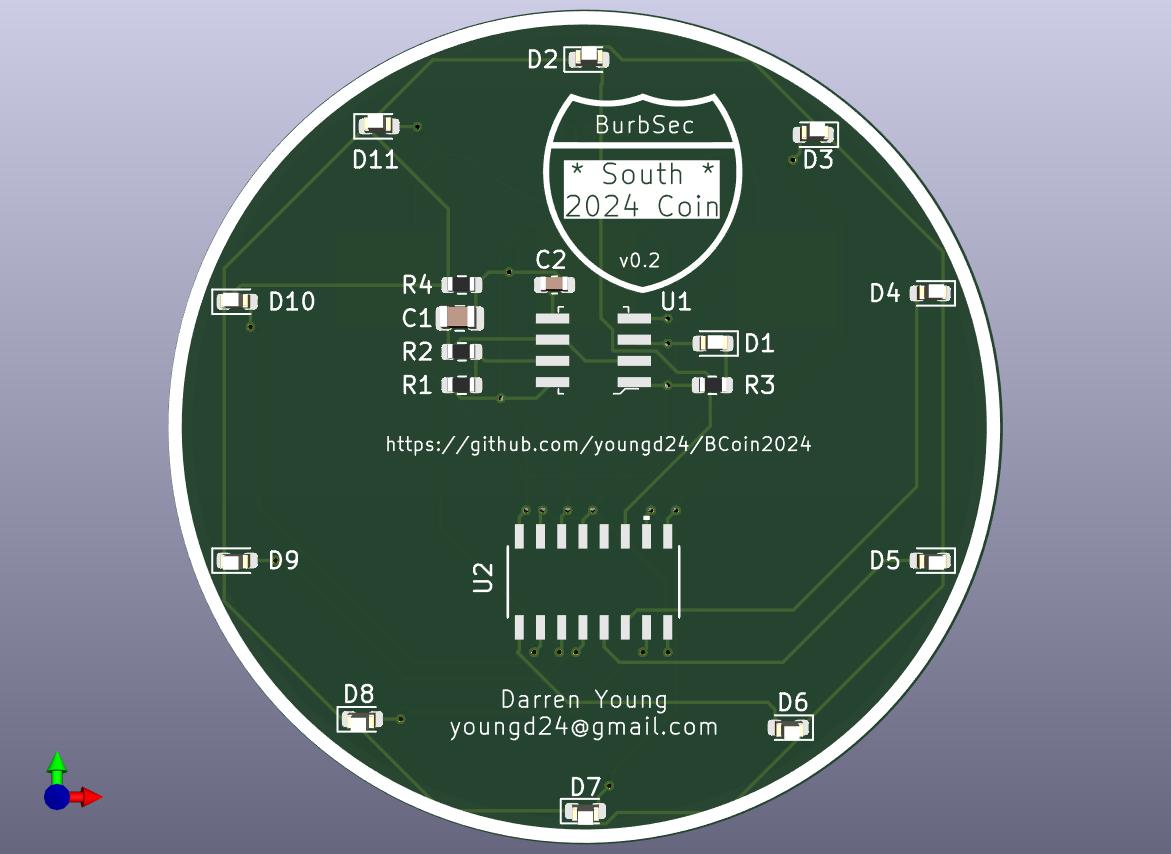 D2
D11
D3
BurbSec
* South *
2024 Coin
v0.2
C2
R4
U1
D10
D4
C1
D1
R2
R1
R3
https://github.com/youngd24/BCoin2024
D9
D5
U2
D8
D6
Darren Young
youngd24@gmail.com
D7